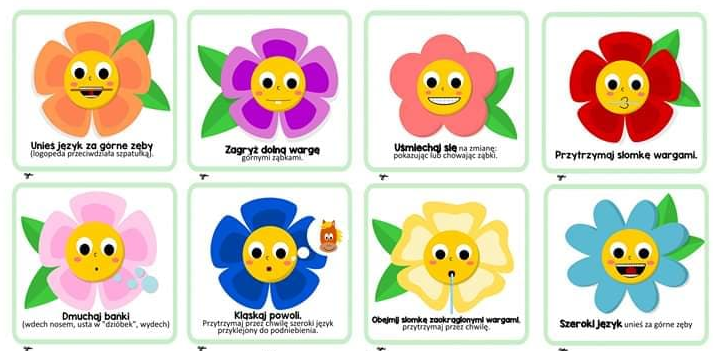 Unieś język za górne zęby
(logopeda przeciwdziała szpatułką).
Zagryź dolną wargę
górnymi ząbkami.
Uśmiechaj się na zmianę:
pokazując lub chowając ząbki.
Przytrzymaj słomkę wargami.
Dmuchaj bańki
(wdech nosem, usta w "dzióbek", wydech)
Kląskaj powoli.
Przytrzymaj przez chwilę szeroki język
przyklejony do podniebienia.
Obejmij słomkę zaokrąglonymi wargami,
przytrzymaj przez chwilę.
Szeroki język unieś za górne zęby